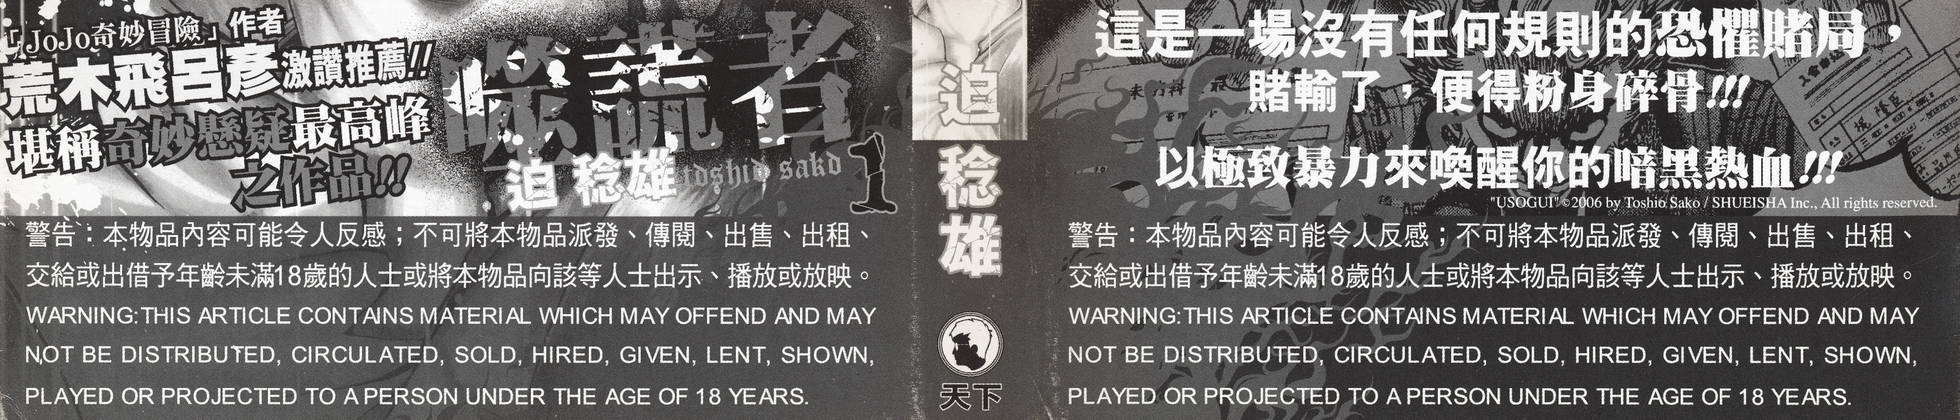 「JoJo奇妙冒險」作者
荒木飛呂彥激讚推薦!!
堪稱奇妙懸疑最高峰
之作品!!
噬謊者
迫 稔雄 toshio sako 1
警告：本物品內容可能令人反感；不可將本物品派發、傳閱、出售、出租、
交給或出借予年齡未滿18歲的人士或將本物品向該等人士出示、播放或放映。
WARNING:THIS ARTICLE CONTAINS MATERIAL WHICH MAY OFFEND AND MAY
NOT BE DISTRIBUTED, CIRCULATED, SOLD, HIRED, GIVEN, LENT, SHOWN,
PLAYED OR PROJECTED TO A PERSON UNDER THE AGE OF 18 YEARS.
迫 稔雄
天下
這是一場沒有任何規則的恐懼賭局，
賭輸了，便得粉身碎骨!!!
以極致暴力來喚醒你的暗黑熱血!!!
"USOGUI" ©2006 by Toshio Sako / SHUEISHA Inc., All rights reserved.
警告：本物品內容可能令人反感；不可將本物品派發、傳閱、出售、出租、
交給或出借予年齡未滿18歲的人士或將本物品向該等人士出示、播放或放映。
WARNING:THIS ARTICLE CONTAINS MATERIAL WHICH MAY OFFEND AND MAY
NOT BE DISTRIBUTED, CIRCULATED, SOLD, HIRED, GIVEN, LENT, SHOWN,
PLAYED OR PROJECTED TO A PERSON UNDER THE AGE OF 18 YEARS.